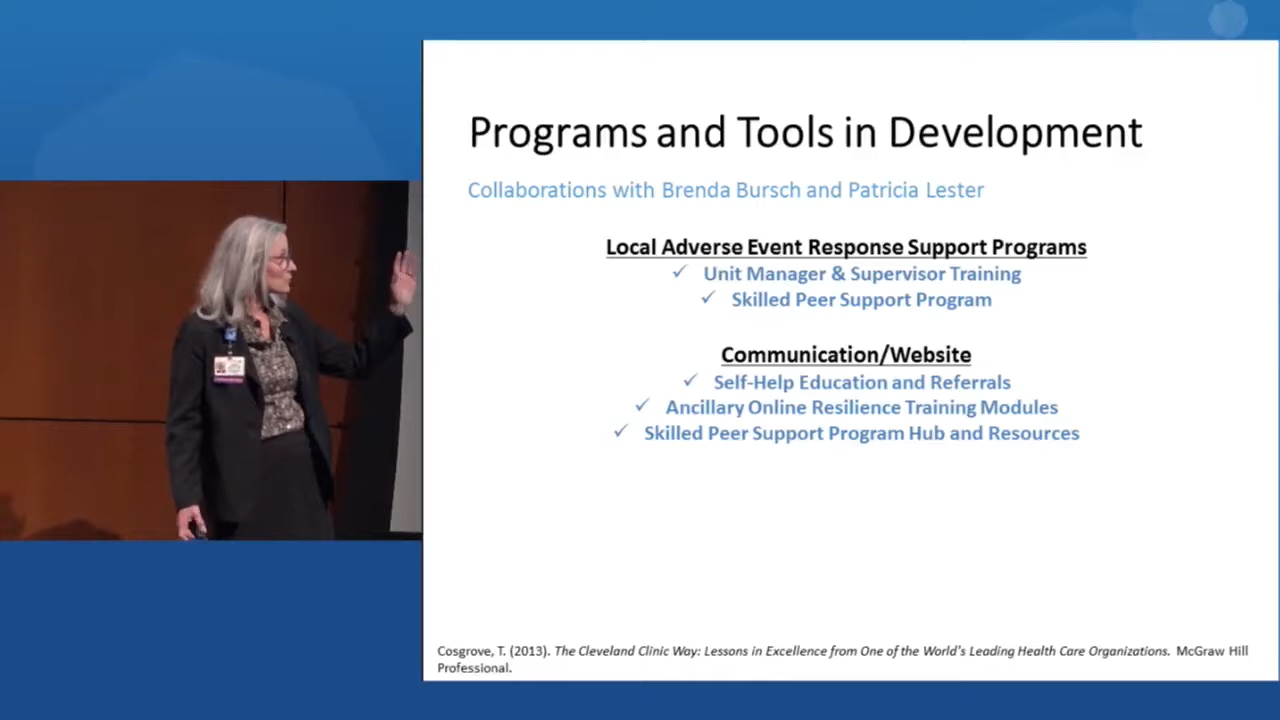 Programs and Tools in Development
Collaborations with Brenda Bursch and Patricia Lester
Local Adverse Event Response Support Programs
✓ Unit Manager & Supervisor Training
✓ Skilled Peer Support Program
Communication/Website
✓ Self-Help Education and Referrals
✓ Ancillary Online Resilience Training Modules
✓ Skilled Peer Support Program Hub and Resources
Cosgrove, T. (2013). The Cleveland Clinic Way: Lessons in Excellence from One of the World's Leading Health Care Organizations. McGraw Hill
Professional.